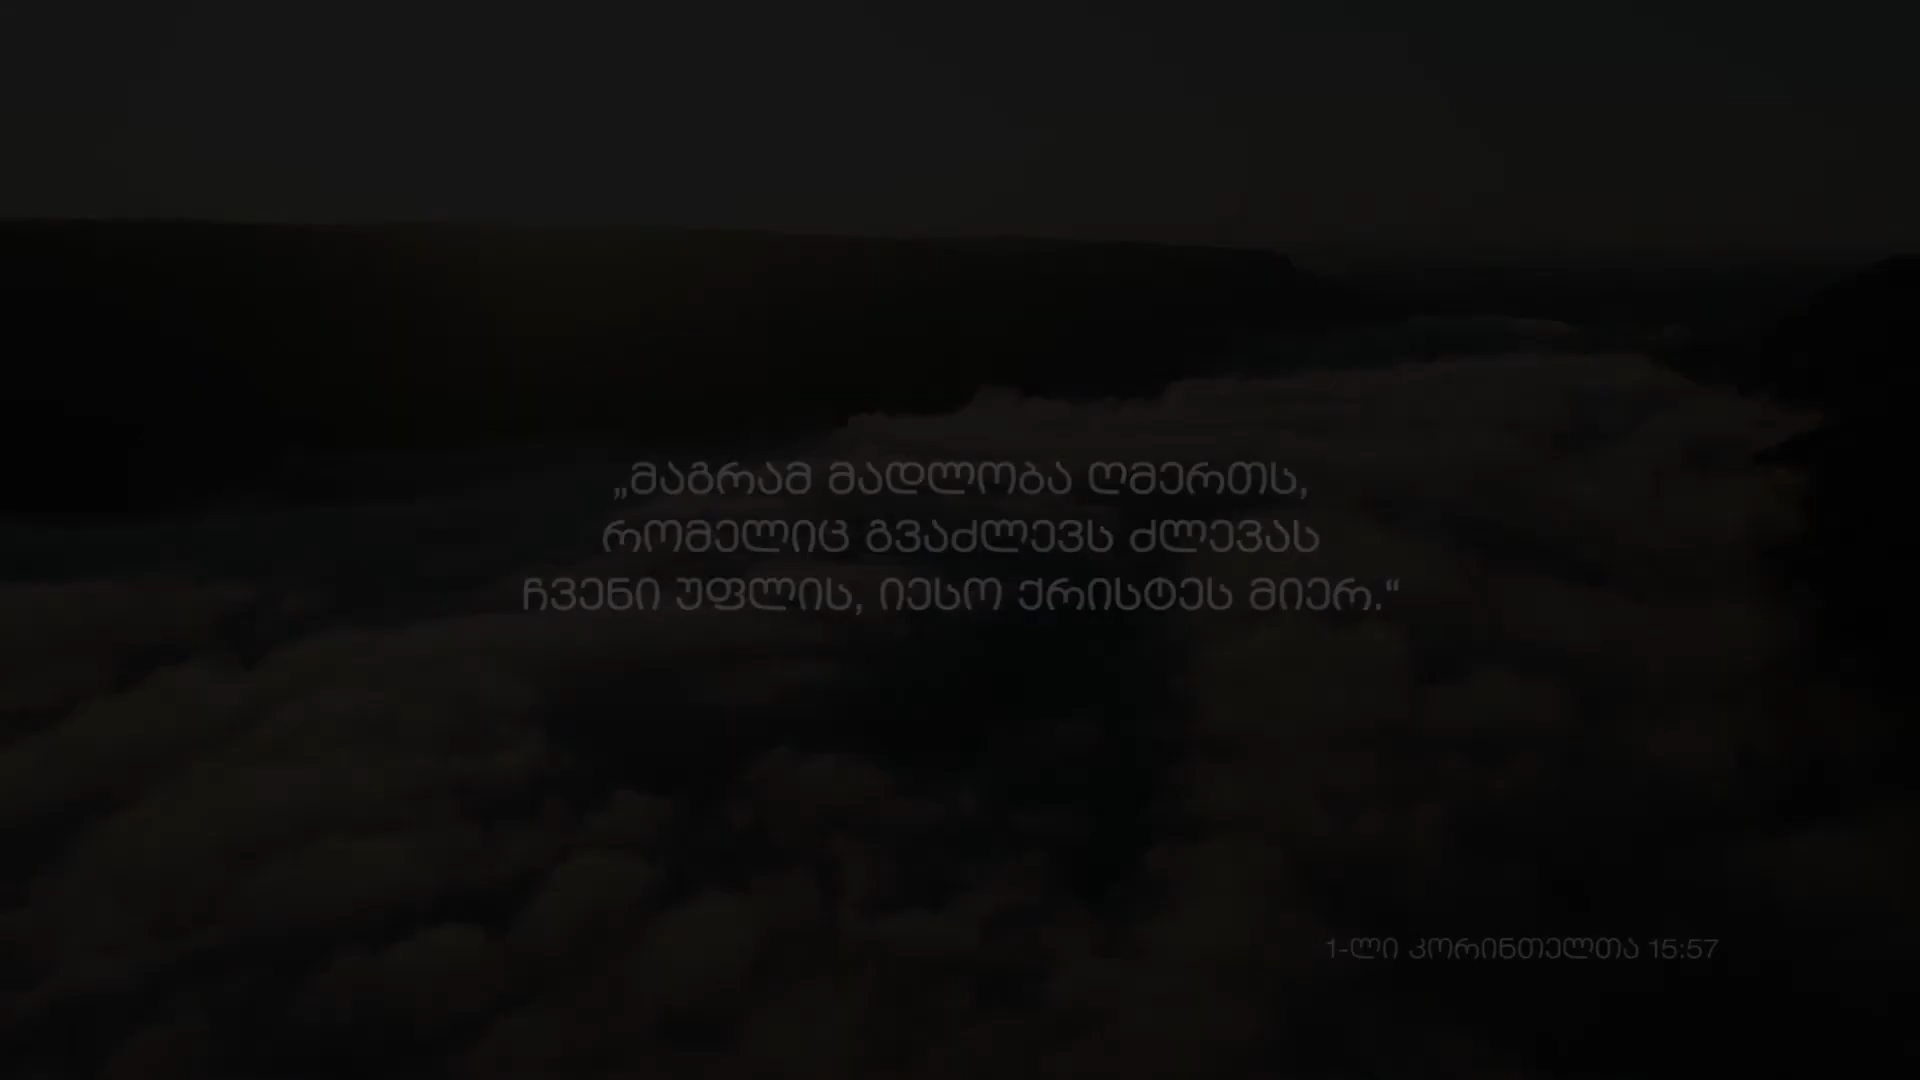 „მაგრამ მადლობა ღმერთს,
რომელიც გვაძლევს ძლევას
ჩვენი უფლის, იესო ქრისტეს მიერ.“
1-ლი კორინთელთა 15:57